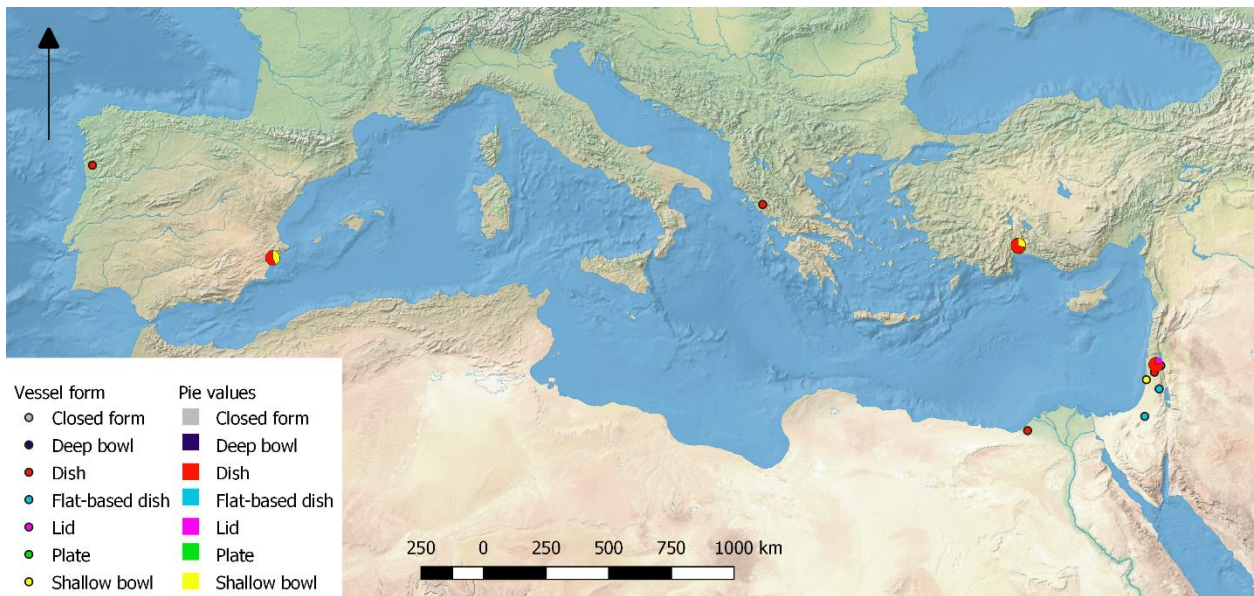 Vessel form Pie values
Closed form Closed form
Deep bowl Deep bowl
Dish Dish
Flat-based dish Flat-based dish
Lid Lid
Plate Plate
Shallow bowl Shallow bowl
250 0 250 500 750 1000 km